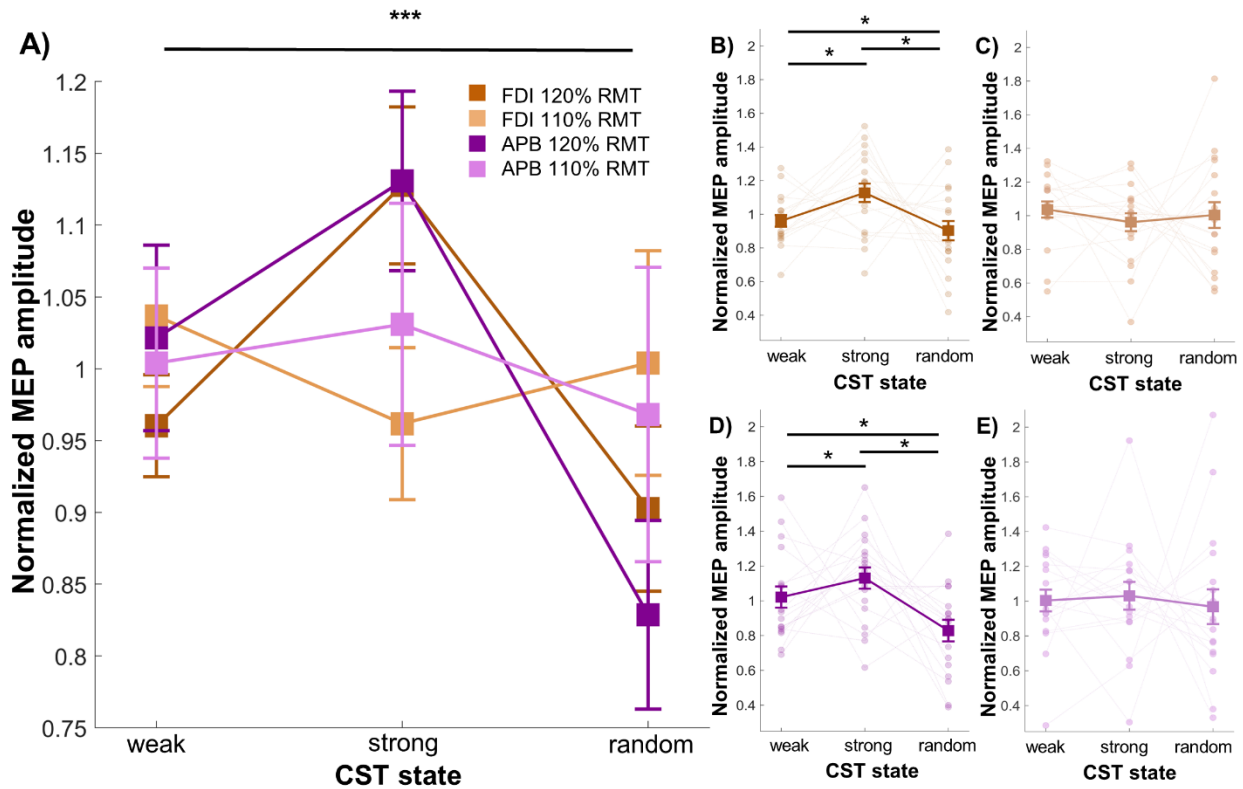 A)
***
Normalized MEP amplitude
1.2
1.15
1.1
1.05
1
0.95
0.9
0.85
0.8
0.75
FDI 120% RMT
FDI 110% RMT
APB 120% RMT
APB 110% RMT
weak strong random
CST state
B)
*
* *
Normalized MEP amplitude
2
1.8
1.6
1.4
1.2
1
0.8
0.6
0.4
weak strong random
CST state
C)
Normalized MEP amplitude
2
1.8
1.6
1.4
1.2
1
0.8
0.6
0.4
weak strong random
CST state
D)
*
* *
Normalized MEP amplitude
2
1.8
1.6
1.4
1.2
1
0.8
0.6
0.4
weak strong random
CST state
E)
Normalized MEP amplitude
2
1.8
1.6
1.4
1.2
1
0.8
0.6
0.4
weak strong random
CST state